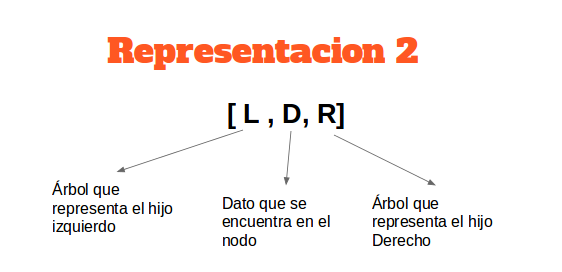 Representacion 2
[ L , D, R]
Árbol que
representa el hijo
izquierdo
Dato que se
encuentra en el
nodo
Árbol que
representa el hijo
Derecho